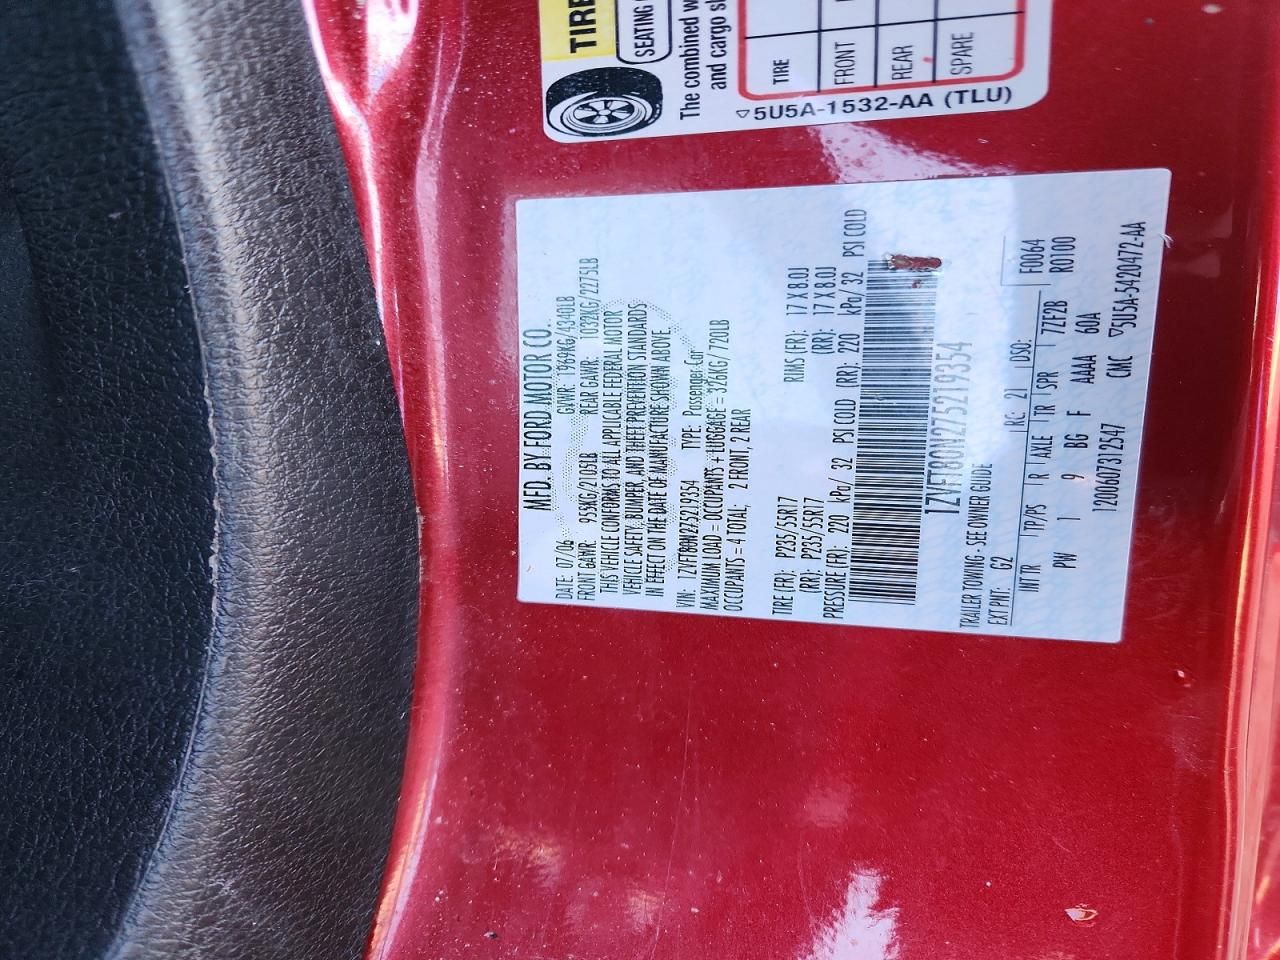 TIRE
SEATING
The combined w
and cargo s
TIRE
FRONT
REAR
SPARE
5U5A-1532-AA (TLU)
MFD. BY FORD MOTOR CO.
DATE: 07/06 GVWR: 1969KG/4340LB
FRONT GAWR: 955KG/2105LB REAR GAWR: 1032KG/2275LB
THIS VEHICLE CONFORMS TO ALL APPLICABLE FEDERAL MOTOR
VEHICLE SAFETY, BUMPER, AND THEFT PREVENTION STANDARDS
IN EFFECT ON THE DATE OF MANUFACTURE SHOWN ABOVE.
VIN: 1ZVFT80N275219354 TYPE: Passenger Car
MAXIMUM LOAD = OCCUPANTS + LUGGAGE = 326KG/720LB
OCCUPANTS = 4 TOTAL; 2 FRONT, 2 REAR
TIRE (FR): P235/55R17 RIMS (FR): 17 X 8.0J
(RR): P235/55R17 (RR): 17 X 8.0J
PRESSURE (FR): 220 kPa/ 32 PSI COLD (RR): 220 kPa/ 32 PSI COLD
1ZVFT80N275219354
TRAILER TOWING - SEE OWNER GUIDE
EXT PNT: G2 RC: 21 DSO: F0064
INT TR TP/PS R AXLE TR SPR 7ZF2B R0100
PW 1 9 BG F AAAA 60A
1200607312547 CMC ▽5U5A-5420472-AA